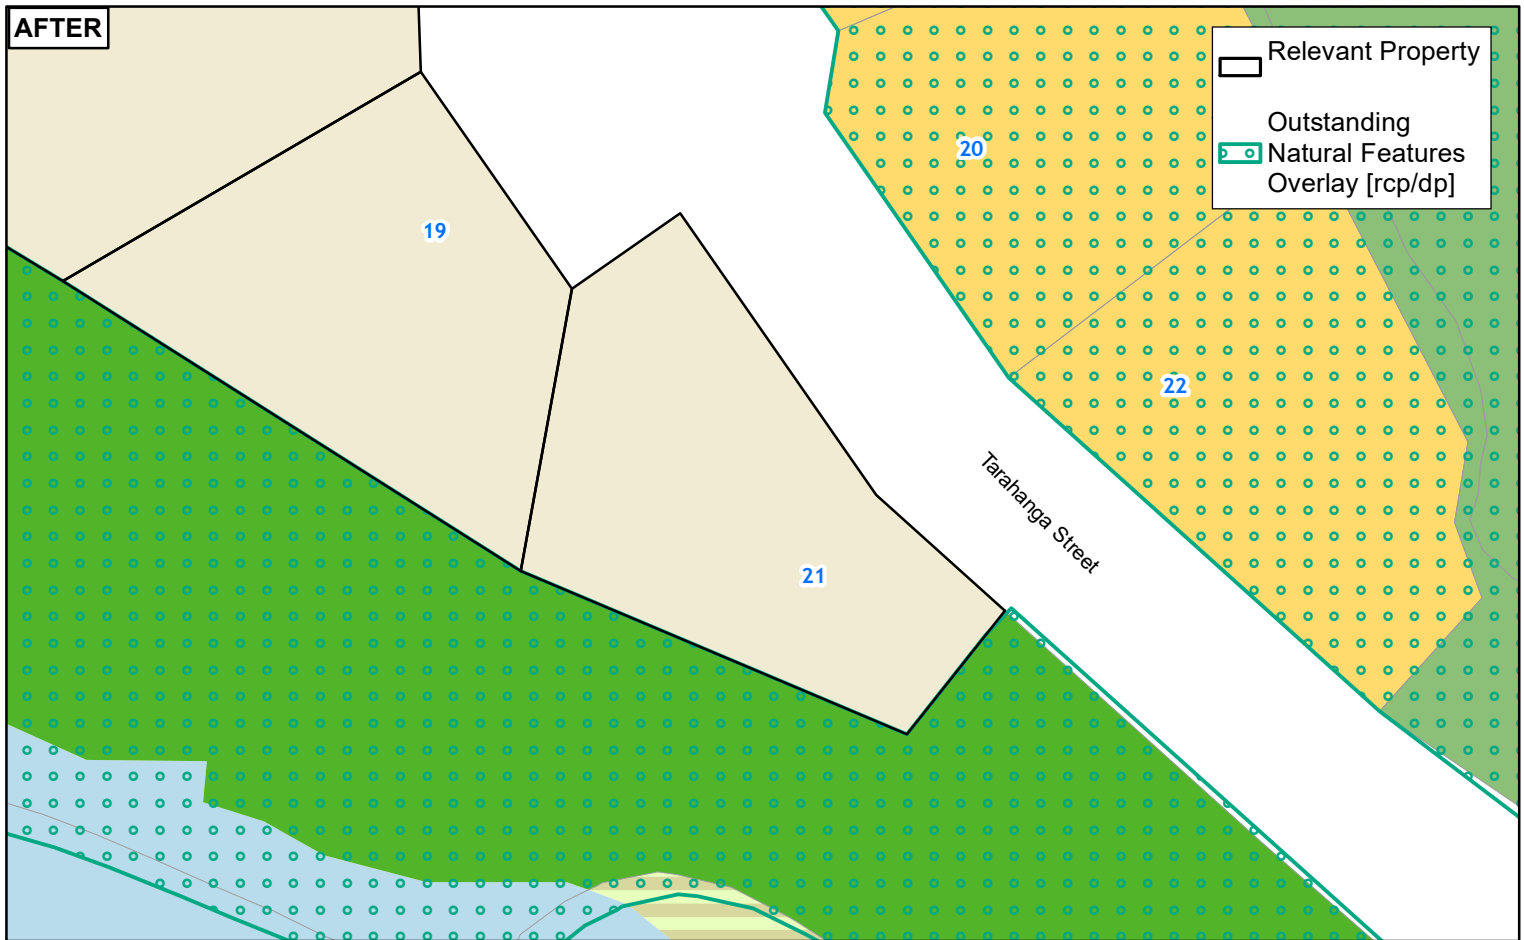 AFTER
Relevant Property
Outstanding
Natural Features
Overlay [rcp/dp]
20
19
22
Tarahanga Street
21